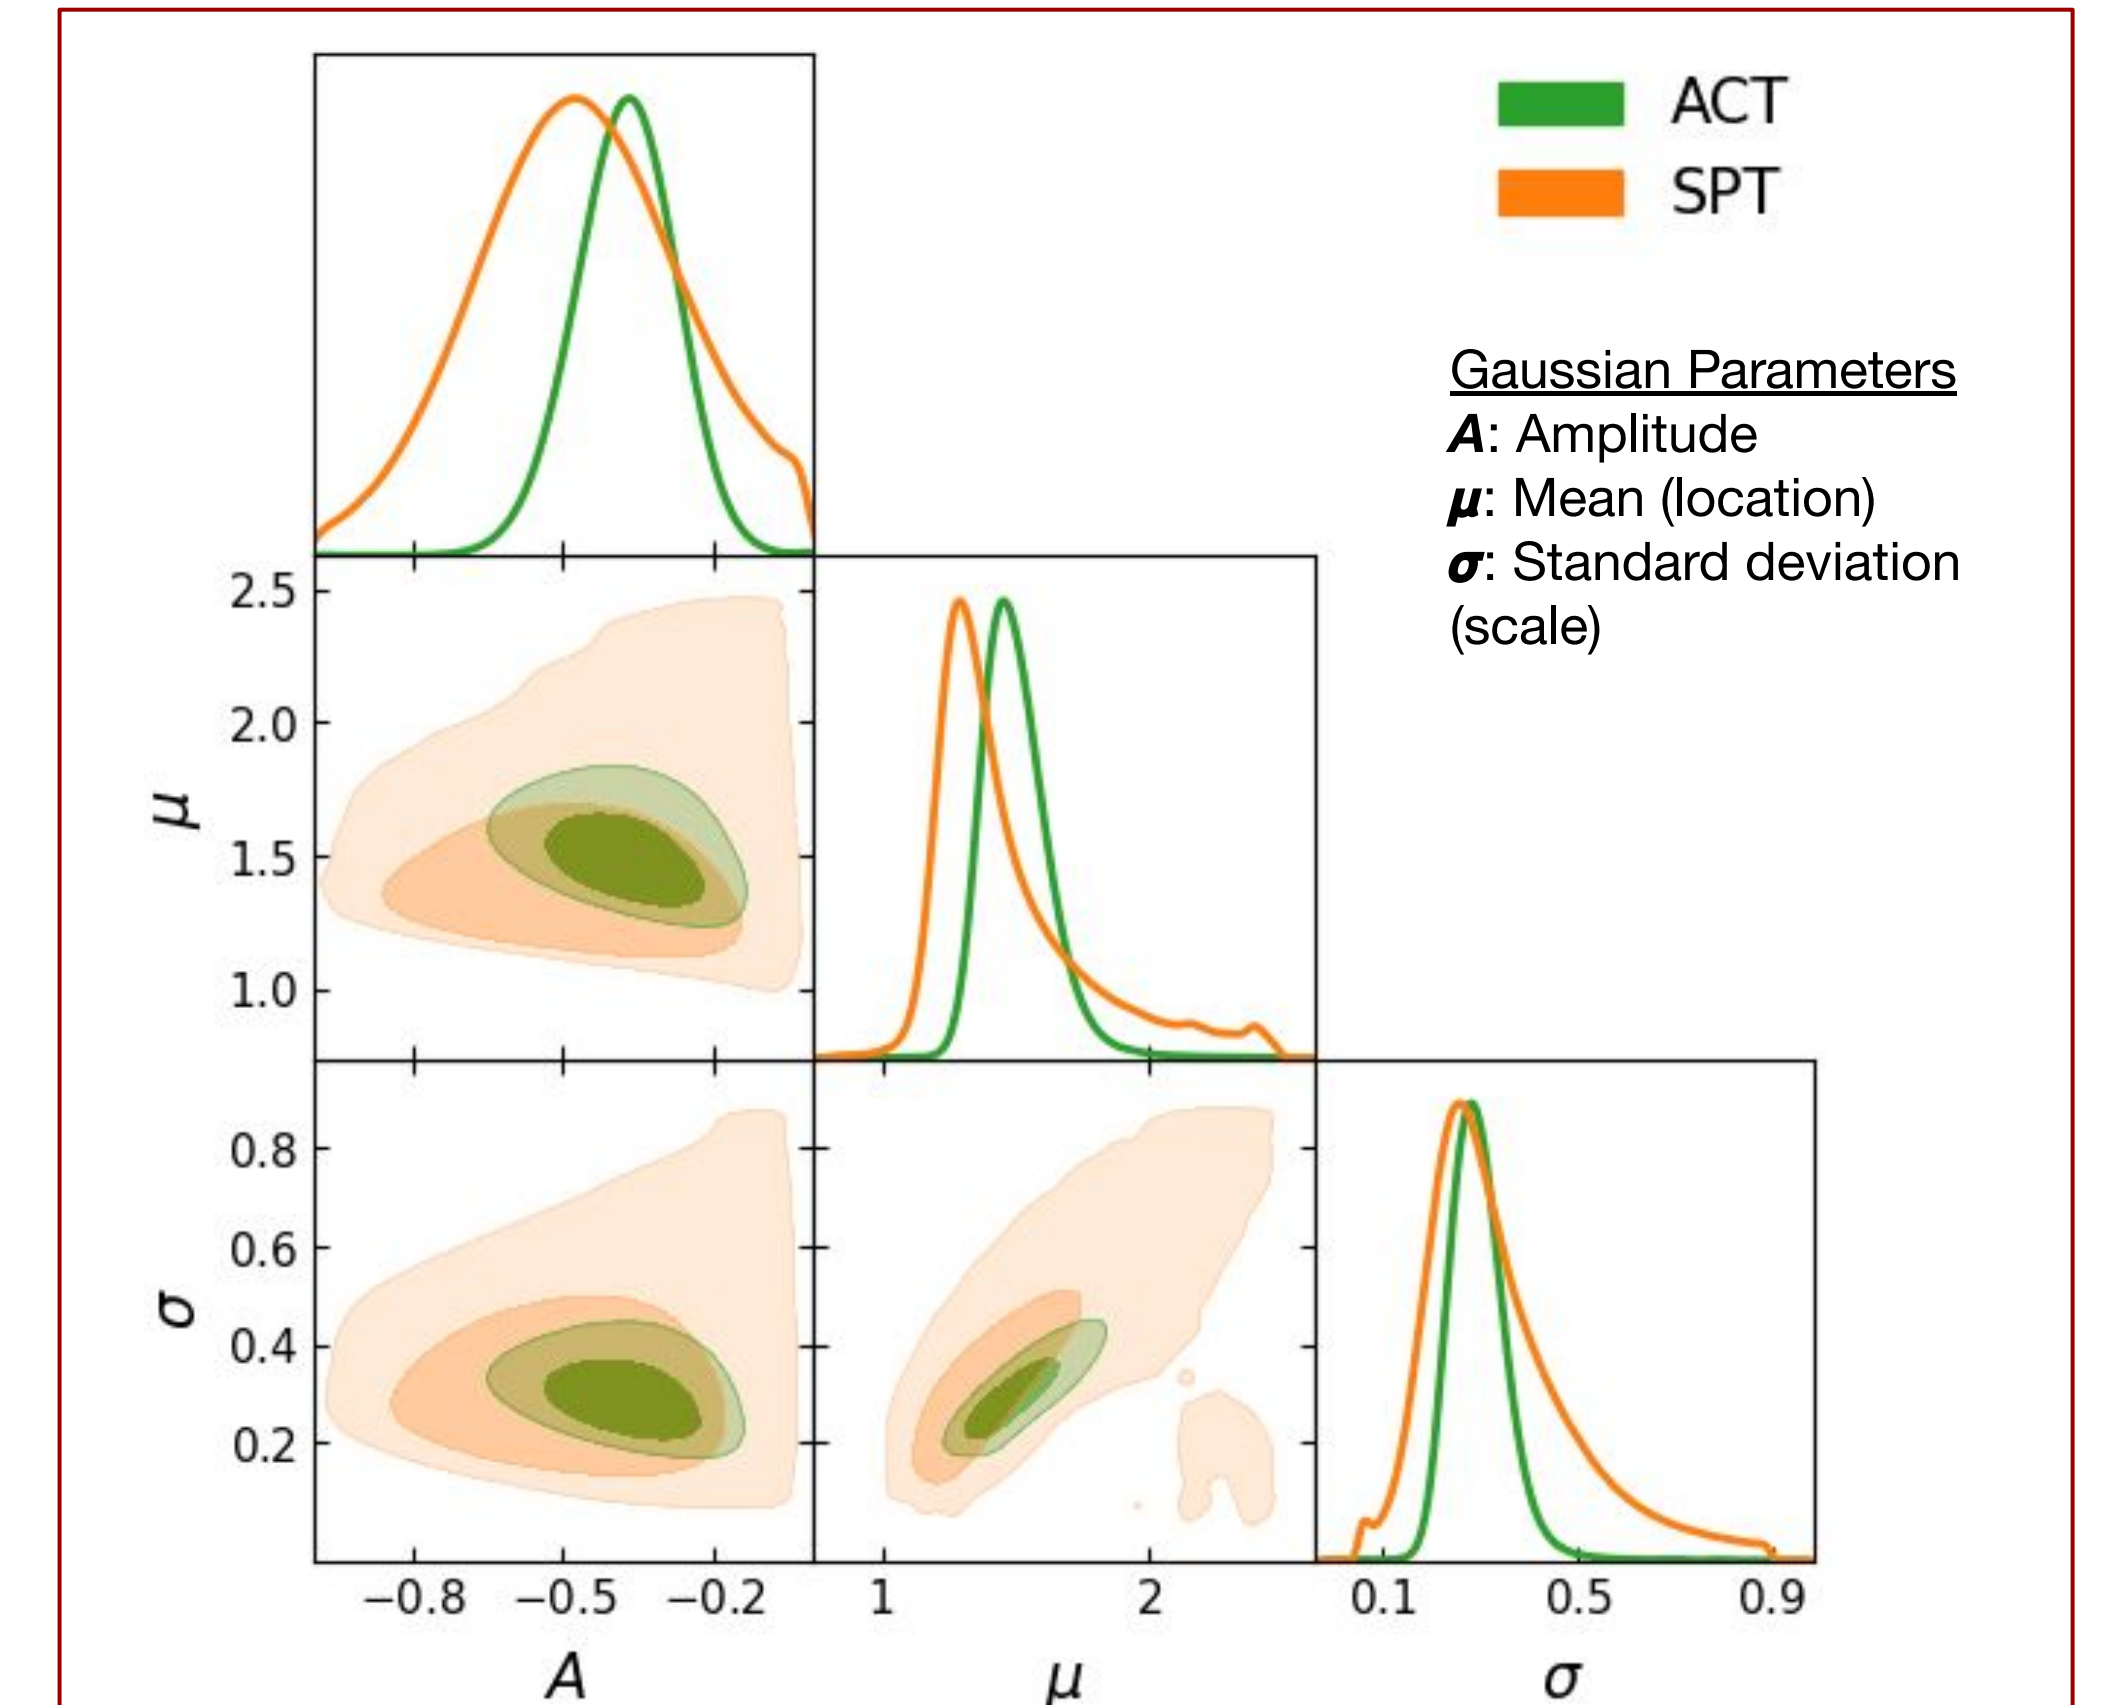 ACT
SPT
Gaussian Parameters
A: Amplitude
μ: Mean (location)
σ: Standard deviation
(scale)
2.5
2.0
1.5
1.0
μ
0.8
0.6
0.4
0.2
σ
−0.8 −0.5 −0.2 1 2 0.1 0.5 0.9
A μ σ